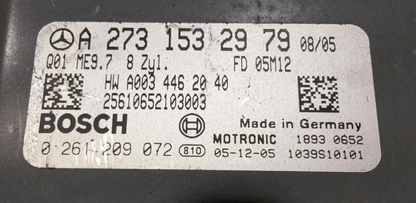 A 273 153 29 79 08/05
Q01 ME9.7 8 Zyl. FD 05M12
HW A003 446 20 40
25610652103003
BOSCH Made in Germany
MOTRONIC 1893 0652
0 261 209 072 810 05-12-05 1039S10101